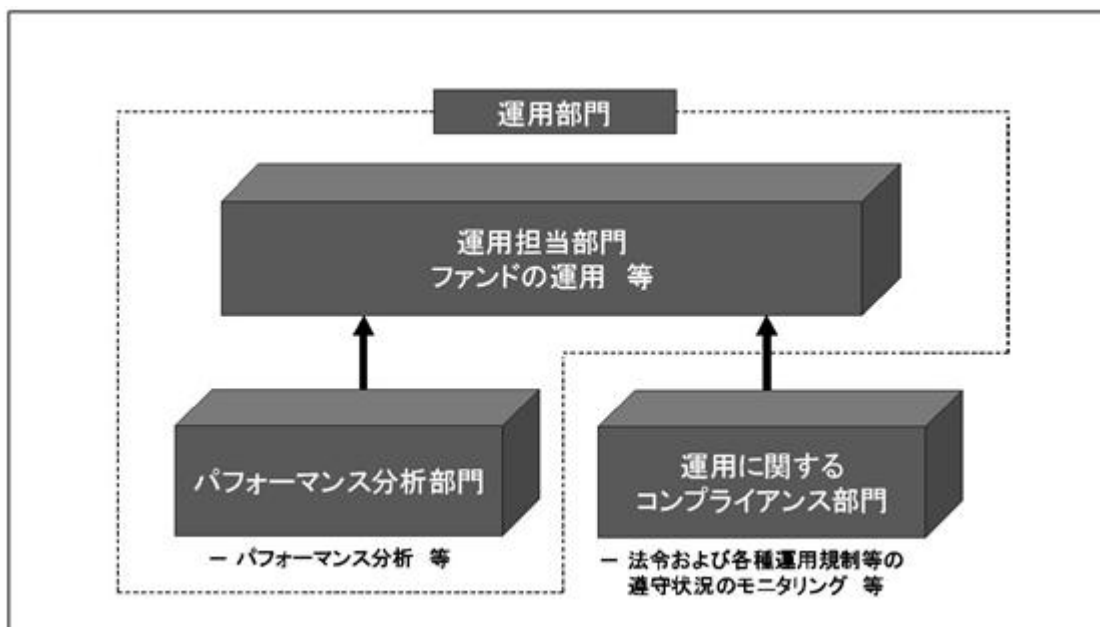 運用部門
運用担当部門
ファンドの運用　等
パフォーマンス分析部門
運用に関する
コンプライアンス部門
― パフォーマンス分析　等
― 法令および各種運用規制等の
遵守状況のモニタリング　等